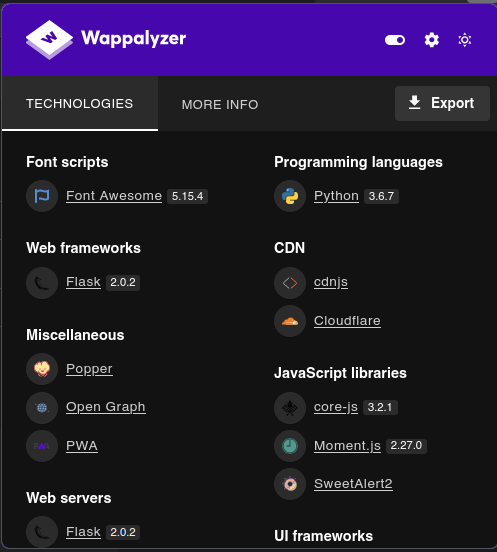 Wappalyzer
TECHNOLOGIES
MORE INFO
Export
Font scripts
Font Awesome 5.15.4
Web frameworks
Flask 2.0.2
Miscellaneous
Popper
Open Graph
PWA
PWA
Web servers
Flask 2.0.2
Programming languages
Python 3.6.7
CDN
cdnjs
Cloudflare
JavaScript libraries
core-js 3.2.1
Moment.js 2.27.0
SweetAlert2
UI frameworks